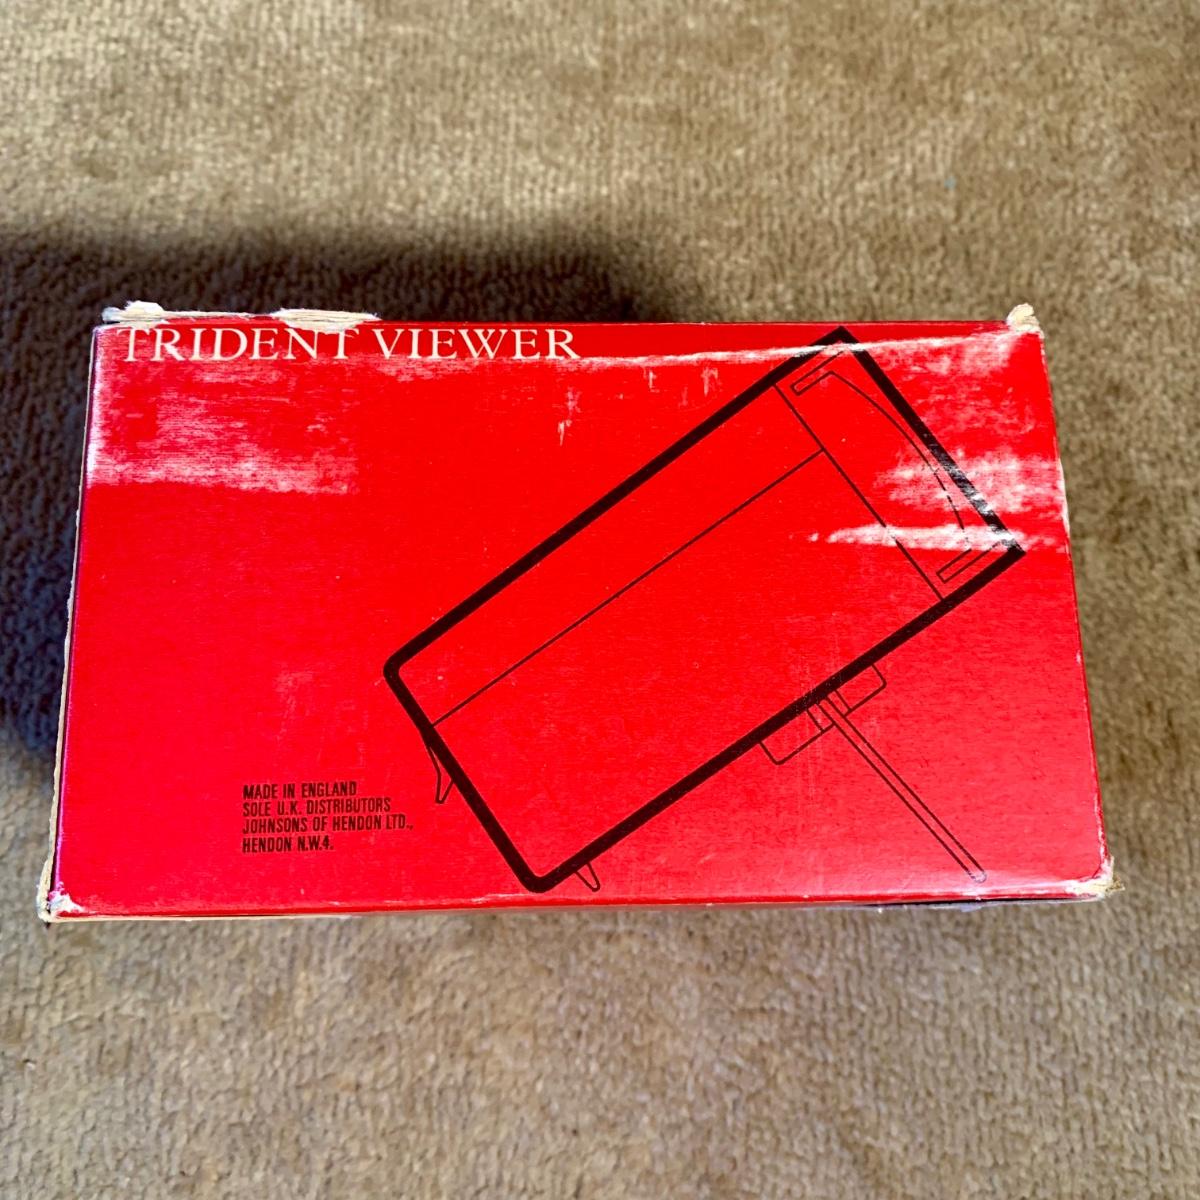 TRIDENT VIEWER
MADE IN ENGLAND
SOLE U.K. DISTRIBUTORS
JOHNSONS OF HENDON LTD.,
HENDON N.W.4.